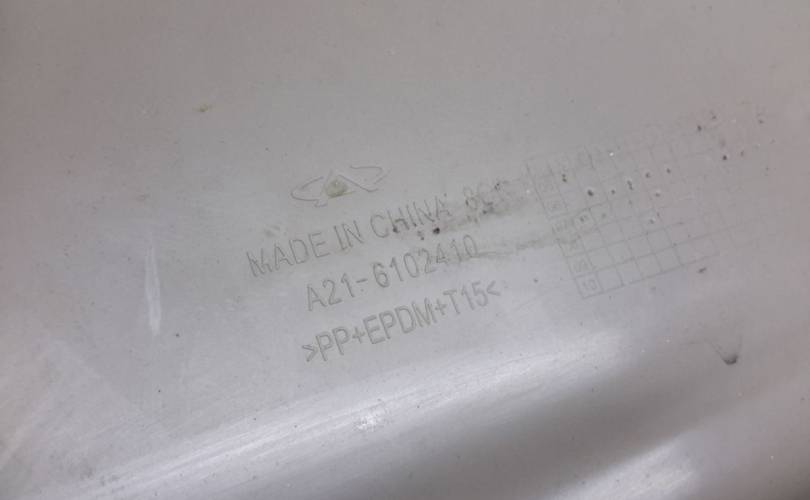 MADE IN CHINA
A21-6102410
>PP+EPDM+T15<